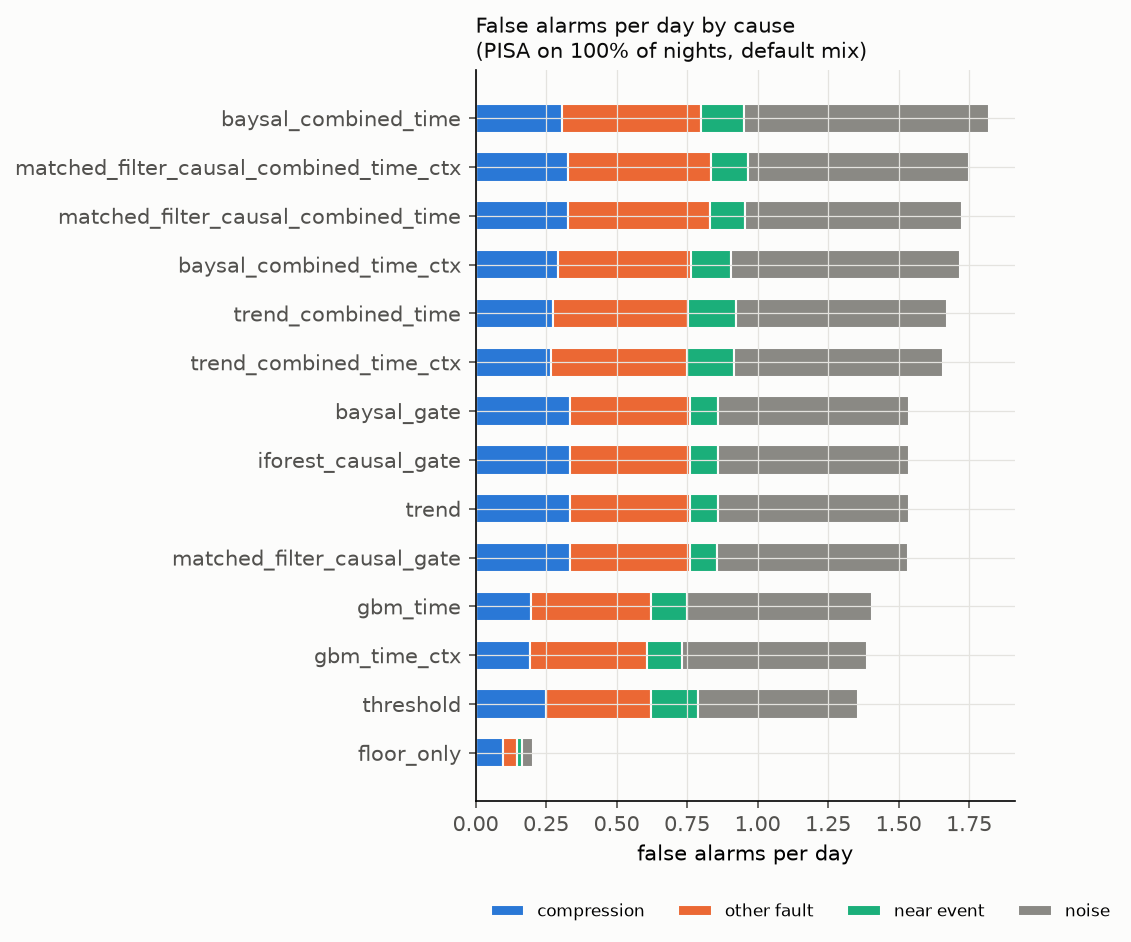 False alarms per day by cause
(PISA on 100% of nights, default mix)
baysal_combined_time
matched_filter_causal_combined_time_ctx
matched_filter_causal_combined_time
baysal_combined_time_ctx
trend_combined_time
trend_combined_time_ctx
baysal_gate
iforest_causal_gate
trend
matched_filter_causal_gate
gbm_time
gbm_time_ctx
threshold
floor_only
0.00 0.25 0.50 0.75 1.00 1.25 1.50 1.75
false alarms per day
compression other fault near event noise